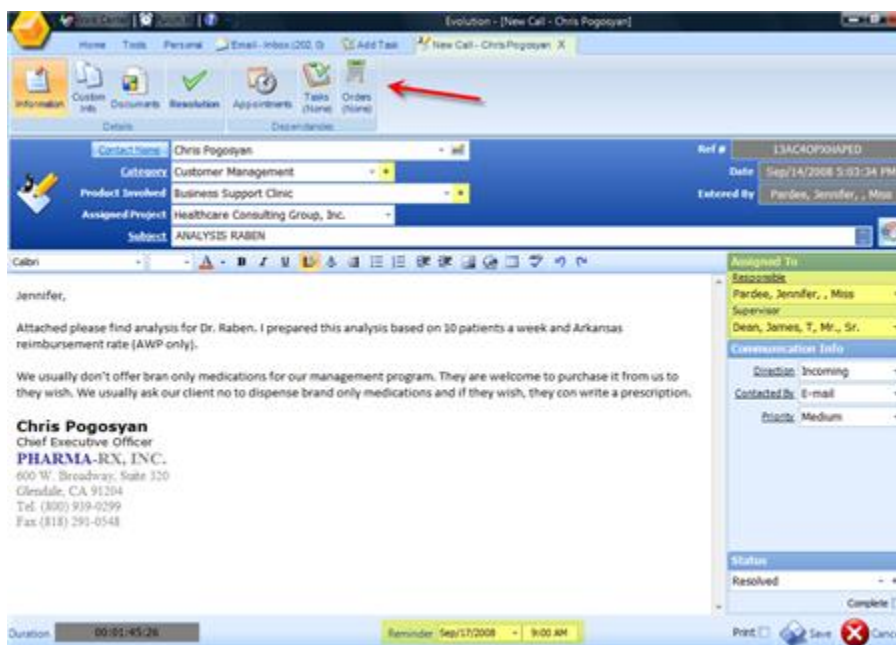 Evolution - [New Call - Chris Pogosyan]
Home Tools Personal Email - Inbox (202, 0) Add Task New Call - Chris Pogosyan X
Information Custom Info Documents Resolution Appointments Tasks (None) Orders (None)
Details Dependancies
Contact Name Chris Pogosyan Ref #
Category Customer Management Date Sep/14/2008 5:03:34 PM
Product Involved Business Support Clinic Entered By Pardee, Jennifer, , Miss
Assigned Project Healthcare Consulting Group, Inc.
Subject ANALYSIS RABEN
Calibri
Assigned To
Responsible
Pardee, Jennifer, , Miss
Supervisor
Dean, James, T, Mr., Sr.
Communication Info
Direction Incoming
Contacted By E-mail
Priority Medium
Jennifer,
Attached please find analysis for Dr. Raben. I prepared this analysis based on 10 patients a week and Arkansas
reimbursement rate (AWP only).
We usually don't offer bran only medications for our management program. They are welcome to purchase it from us to
they wish. We usually ask our client no to dispense brand only medications and if they wish, they con write a prescription.
Chris Pogosyan
Chief Executive Officer
PHARMA-RX, INC.
600 W. Broadway, Suite 320
Glendale, CA 91204
Tel. (800) 939-0299
Fax (818) 291-0548
Status
Resolved
Complete
Duration 00:01:45:26 Reminder Sep/17/2008 9:00 AM Print Save Cance